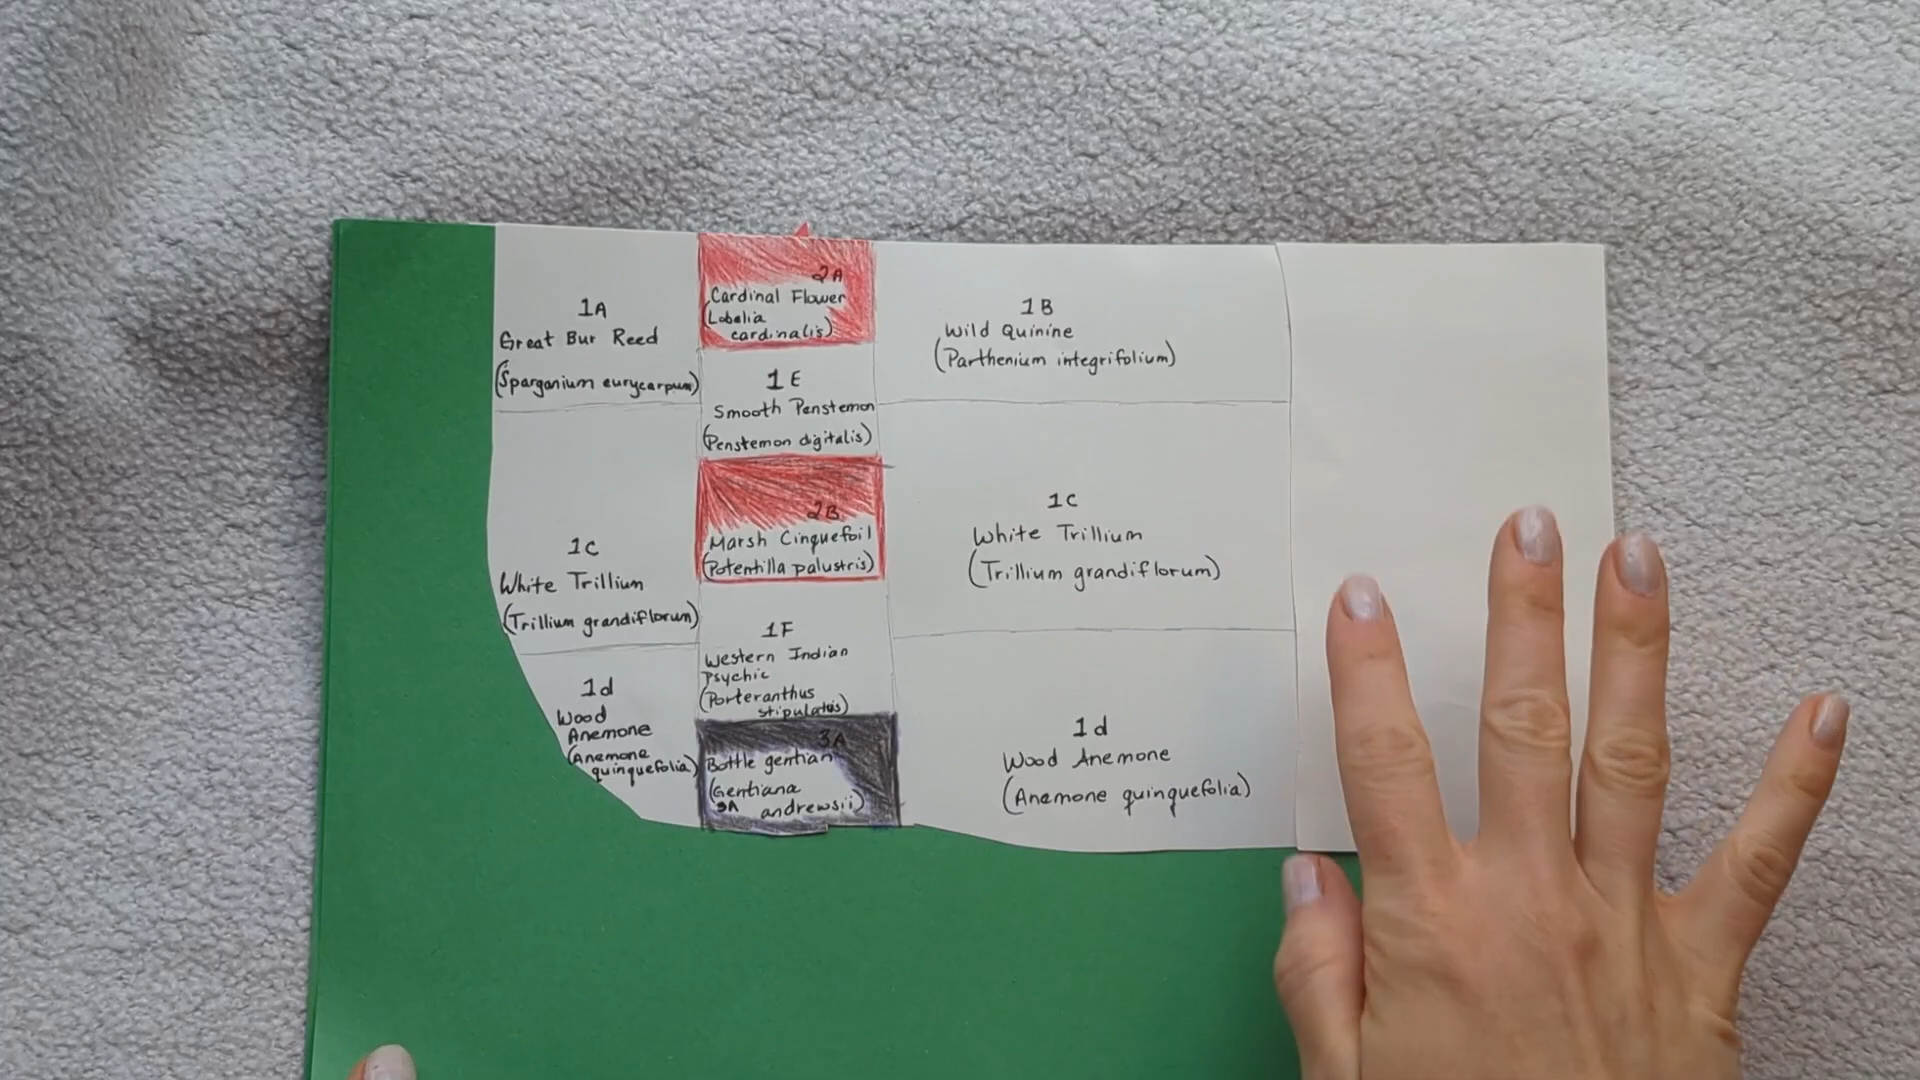 1A
Great Bur Reed
(Sparganium eurycarpum)
2A
Cardinal Flower
(Lobelia
cardinalis)
1B
Wild Quinine
(Parthenium integrifolium)
1E
Smooth Penstemon
(Penstemon digitalis)
1C
White Trillium
(Trillium grandiflorum)
2B
Marsh Cinquefoil
(Potentilla palustris)
1C
White Trillium
(Trillium grandiflorum)
1F
Western Indian
Psychic
(Porteranthus
stipulatus)
1d
Wood
Anemone
(Anemone
quinquefolia)
3A
Bottle gentian
(Gentiana
3A andrewsii)
1d
Wood Anemone
(Anemone quinquefolia)